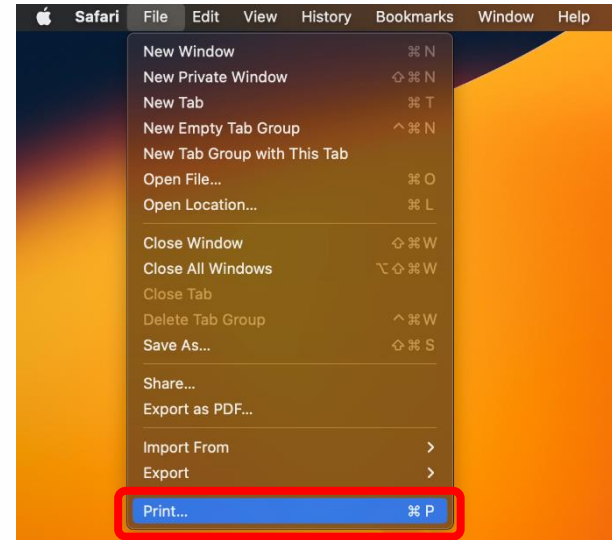 Safari File Edit View History Bookmarks Window Help
New Window ⌘ N
New Private Window ⇧ ⌘ N
New Tab ⌘ T
New Empty Tab Group ^ ⌘ N
New Tab Group with This Tab
Open File... ⌘ O
Open Location... ⌘ L
Close Window ⇧ ⌘ W
Close All Windows ⌥ ⇧ ⌘ W
Close Tab
Delete Tab Group ^ ⌘ W
Save As... ⇧ ⌘ S
Share...
Export as PDF...
Import From >
Export >
Print... ⌘ P